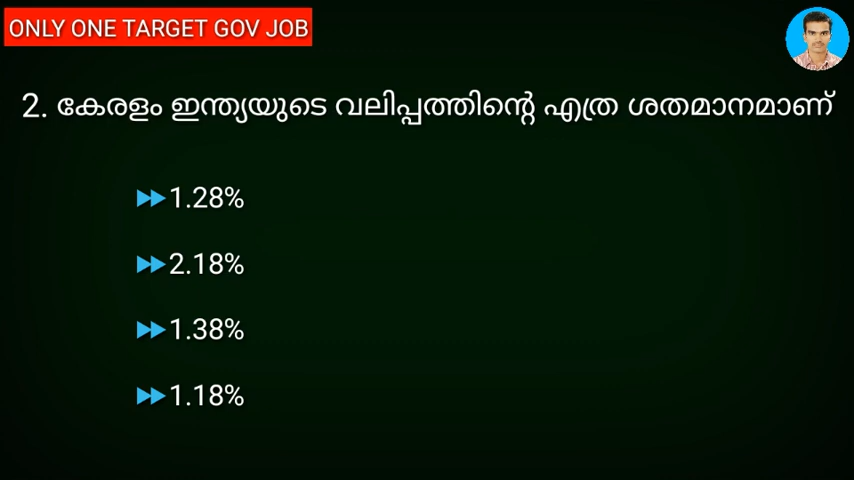 ONLY ONE TARGET GOV JOB
2. കേരളം ഇന്ത്യയുടെ വലിപ്പത്തിന്റെ എത്ര ശതമാനമാണ്
1.28%
2.18%
1.38%
1.18%